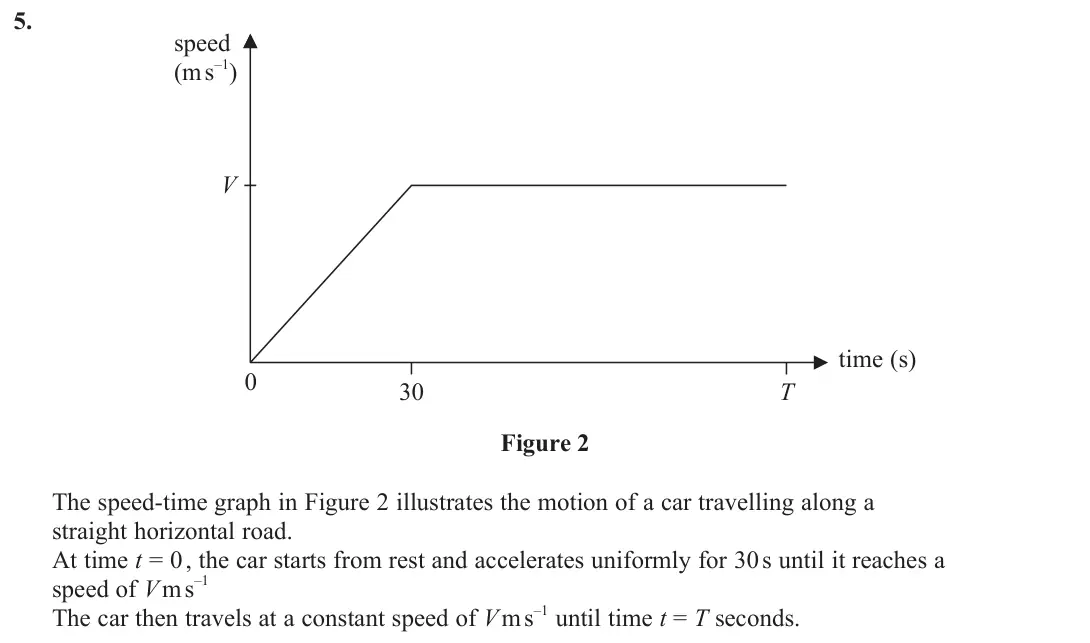 5.
speed
(m s⁻¹)
V
0
30
T
time (s)
Figure 2
The speed-time graph in Figure 2 illustrates the motion of a car travelling along a
straight horizontal road.
At time t = 0, the car starts from rest and accelerates uniformly for 30 s until it reaches a
speed of V m s⁻¹
The car then travels at a constant speed of V m s⁻¹ until time t = T seconds.